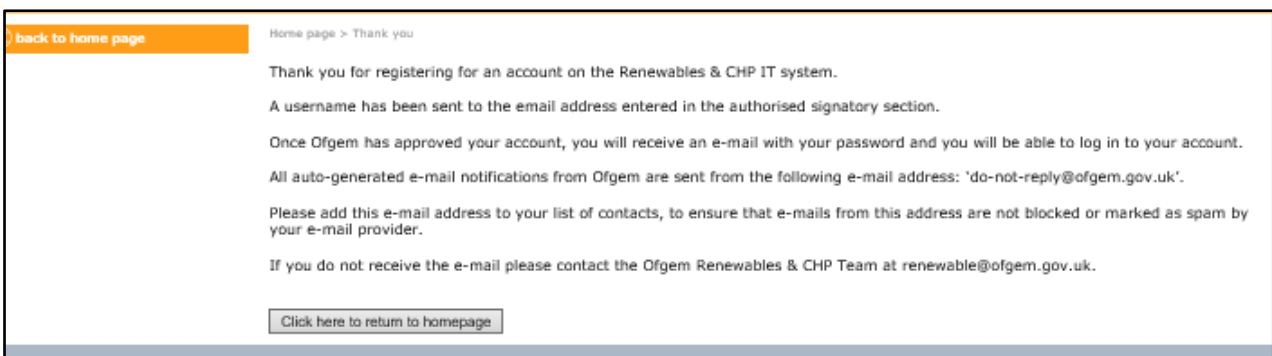 back to home page
Home page > Thank you
Thank you for registering for an account on the Renewables & CHP IT system.
A username has been sent to the email address entered in the authorised signatory section.
Once Ofgem has approved your account, you will receive an e-mail with your password and you will be able to log in to your account.
All auto-generated e-mail notifications from Ofgem are sent from the following e-mail address: 'do-not-reply@ofgem.gov.uk'.
Please add this e-mail address to your list of contacts, to ensure that e-mails from this address are not blocked or marked as spam by
your e-mail provider.
If you do not receive the e-mail please contact the Ofgem Renewables & CHP Team at renewable@ofgem.gov.uk.
Click here to return to homepage